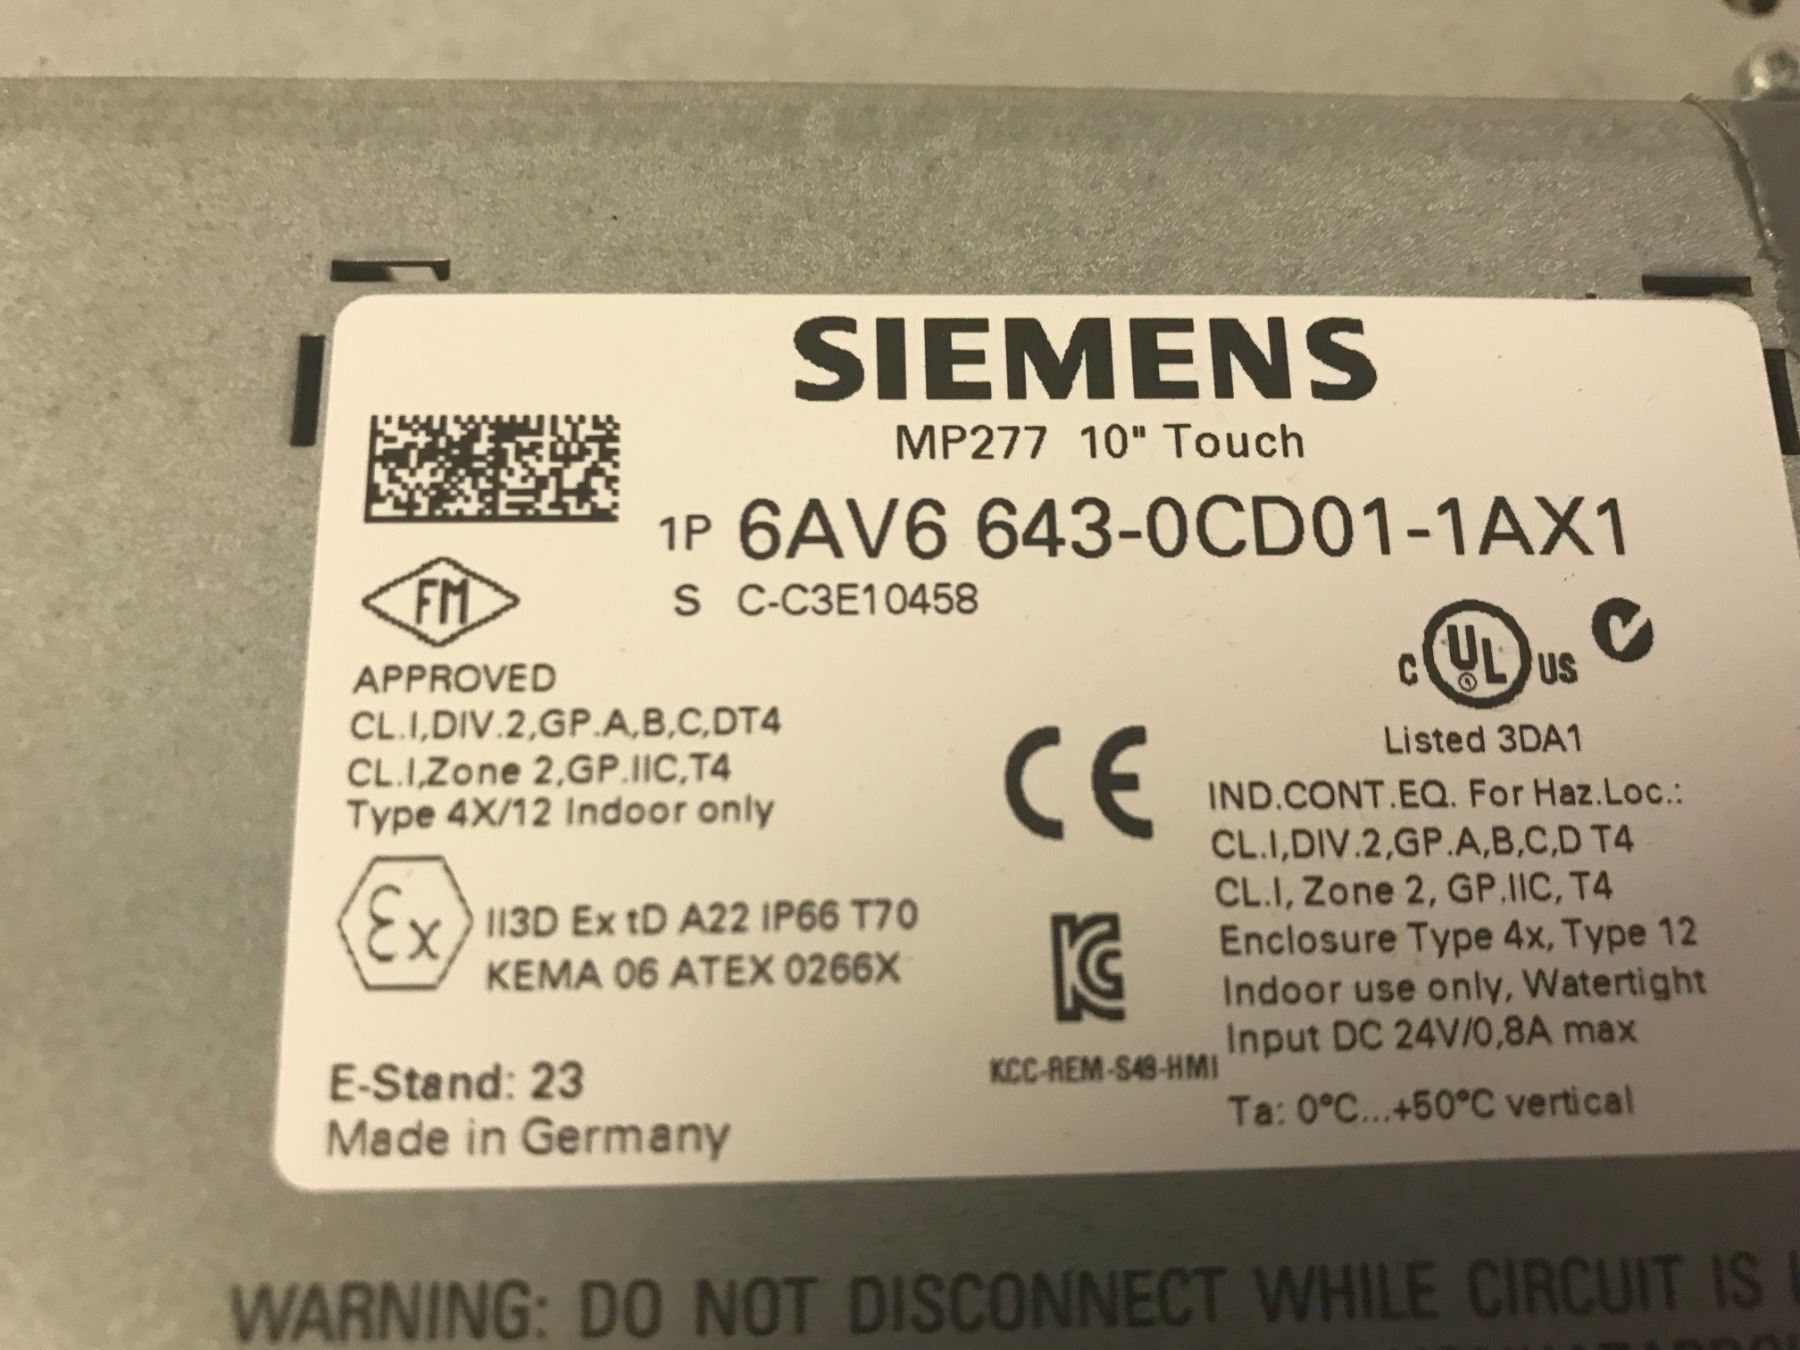 SIEMENS
MP277 10" Touch
1P 6AV6 643-0CD01-1AX1
S C-C3E10458
FM
APPROVED
CL.I,DIV.2,GP.A,B,C,DT4
CL.I,Zone 2,GP.IIC,T4
Type 4X/12 Indoor only
Ex
II3D Ex tD A22 IP66 T70
KEMA 06 ATEX 0266X
E-Stand: 23
Made in Germany
CE
KCC-REM-S49-HMI
C UL US
Listed 3DA1
IND.CONT.EQ. For Haz.Loc.:
CL.I,DIV.2,GP.A,B,C,D T4
CL.I, Zone 2, GP.IIC, T4
Enclosure Type 4x, Type 12
Indoor use only, Watertight
Input DC 24V/0,8A max
Ta: 0°C...+50°C vertical
WARNING: DO NOT DISCONNECT WHILE CIRCUIT IS